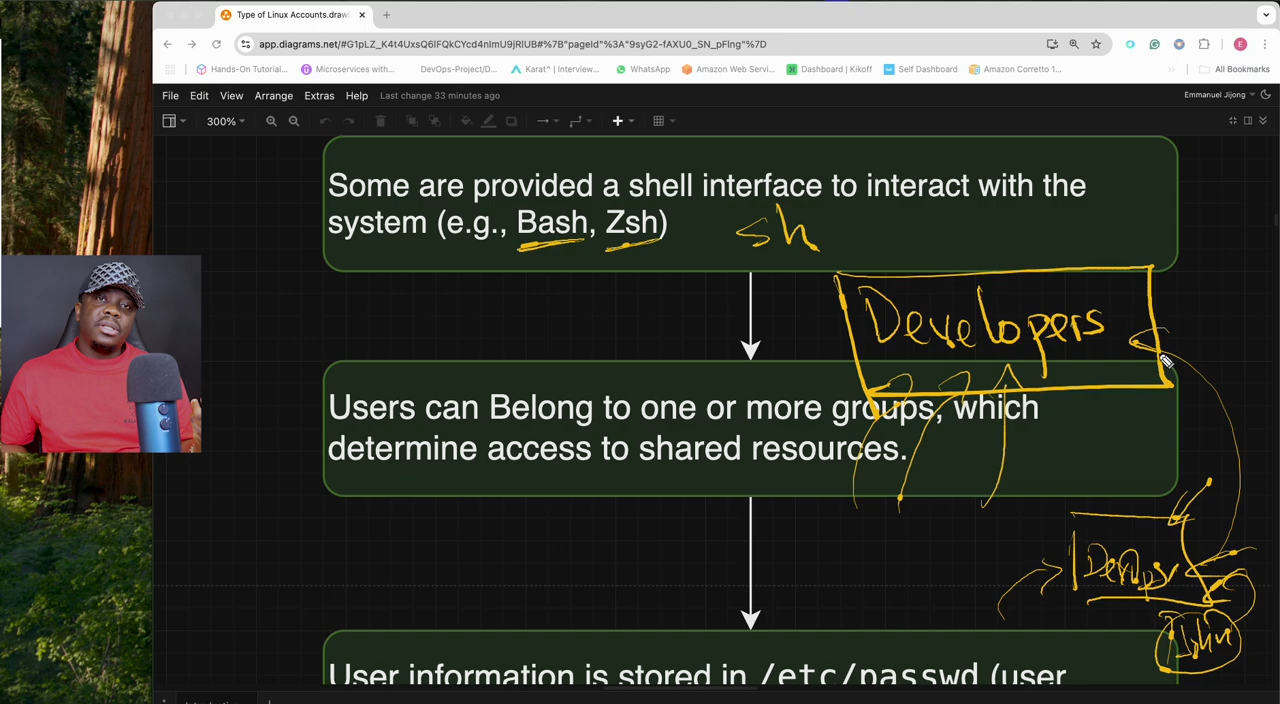 Type of Linux Accounts.draw
app.diagrams.net/#G1pLZ_K4t4UxsQ6IFQkCYcd4nImU9jRIUB#%7B"pageId"%3A"9syG2-fAXU0_SN_pFIng"%7D
Hands-On Tutorial...
Microservices with...
DevOps-Project/D...
Karat^ | Interview...
WhatsApp
Amazon Web Servi...
Dashboard | Kikoff
Self Dashboard
Amazon Corretto 1...
All Bookmarks
File Edit View Arrange Extras Help Last change 33 minutes ago
Emmanuel Jijong
300%
Some are provided a shell interface to interact with the
system (e.g., Bash, Zsh)
sh
Developers
Users can Belong to one or more groups, which
determine access to shared resources.
DevOps
John
User information is stored in /etc/passwd (user